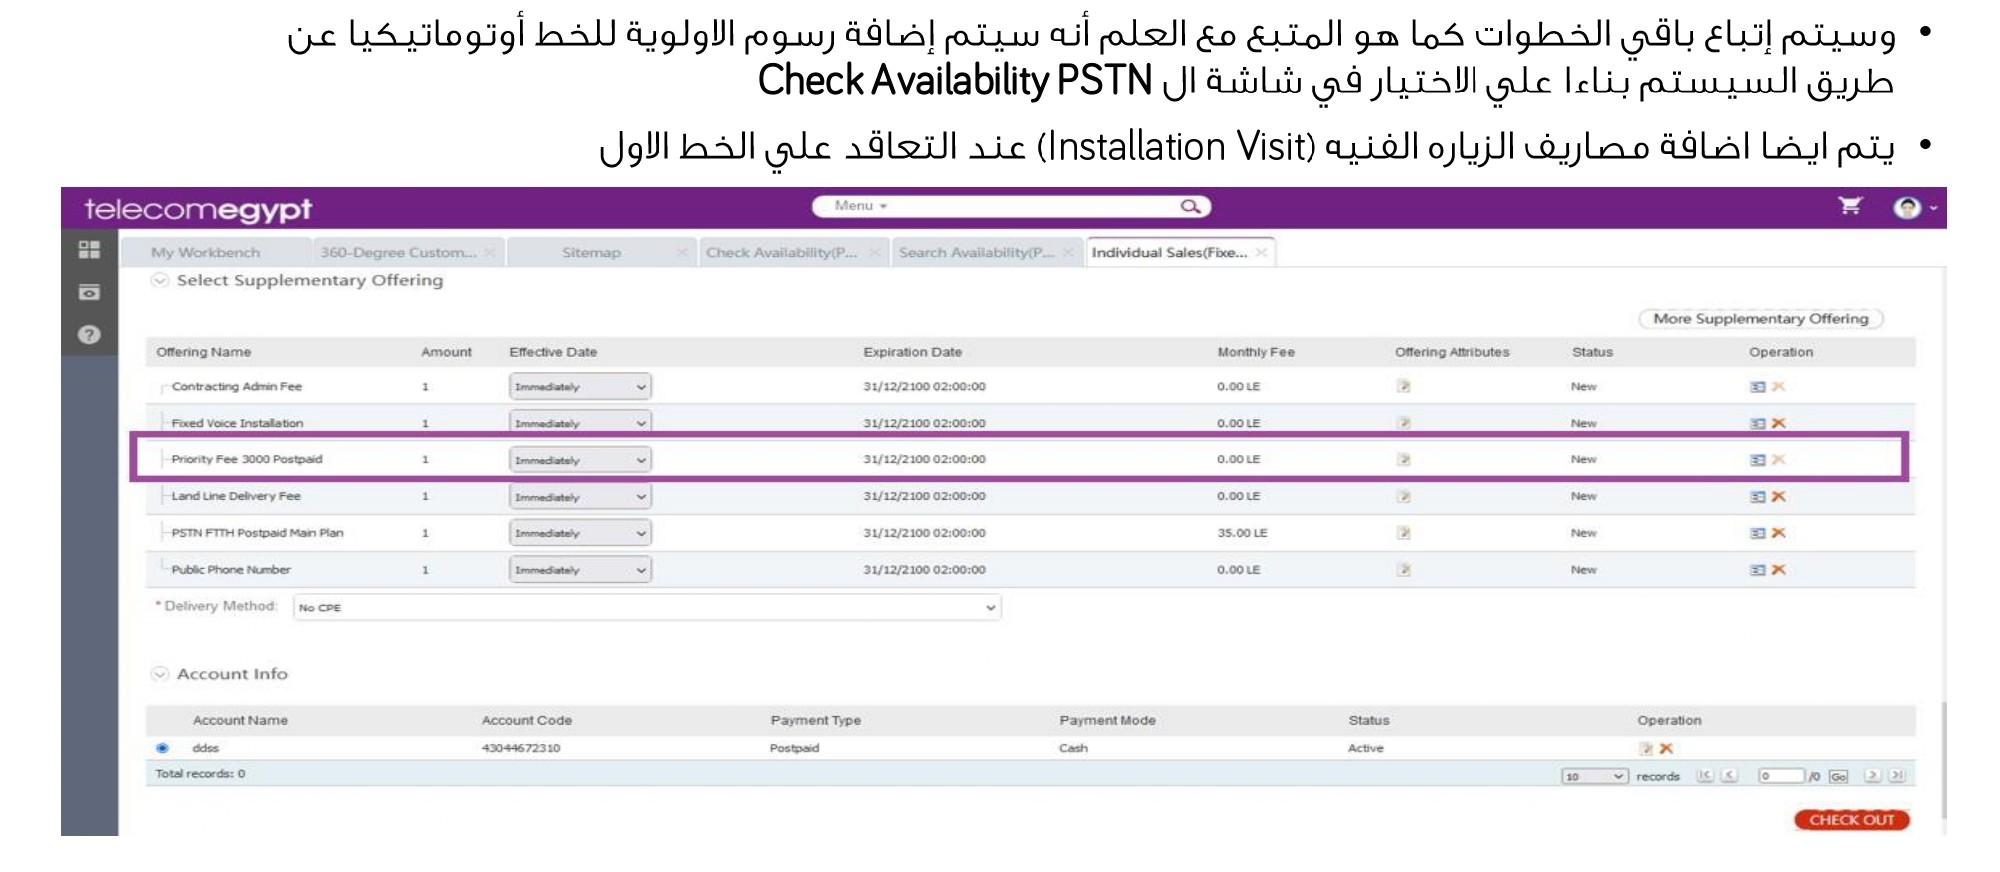 • وسيتم إتباع باقي الخطوات كما هو المتبع مع العلم أنه سيتم إضافة رسوم الاولوية للخط أوتوماتيكيا عن
طريق السيستم بناءا علي الاختيار في شاشة ال Check Availability PSTN
• يتم ايضا اضافة مصاريف الزياره الفنيه (Installation Visit) عند التعاقد علي الخط الاول
telecomegypt Menu
My Workbench 360-Degree Custom... Sitemap Check Availability(P... Search Availability(P... Individual Sales(Fixe...
Select Supplementary Offering
More Supplementary Offering
Offering Name Amount Effective Date Expiration Date Monthly Fee Offering Attributes Status Operation
Contracting Admin Fee 1 Immediately 31/12/2100 02:00:00 0.00 LE New
Fixed Voice Installation 1 Immediately 31/12/2100 02:00:00 0.00 LE New
Priority Fee 3000 Postpaid 1 Immediately 31/12/2100 02:00:00 0.00 LE New
Land Line Delivery Fee 1 Immediately 31/12/2100 02:00:00 0.00 LE New
PSTN FTTH Postpaid Main Plan 1 Immediately 31/12/2100 02:00:00 35.00 LE New
Public Phone Number 1 Immediately 31/12/2100 02:00:00 0.00 LE New
* Delivery Method: No CPE
Account Info
Account Name Account Code Payment Type Payment Mode Status Operation
ddss 43044672310 Postpaid Cash Active
Total records: 0 10 records 0 /0 Go
CHECK OUT